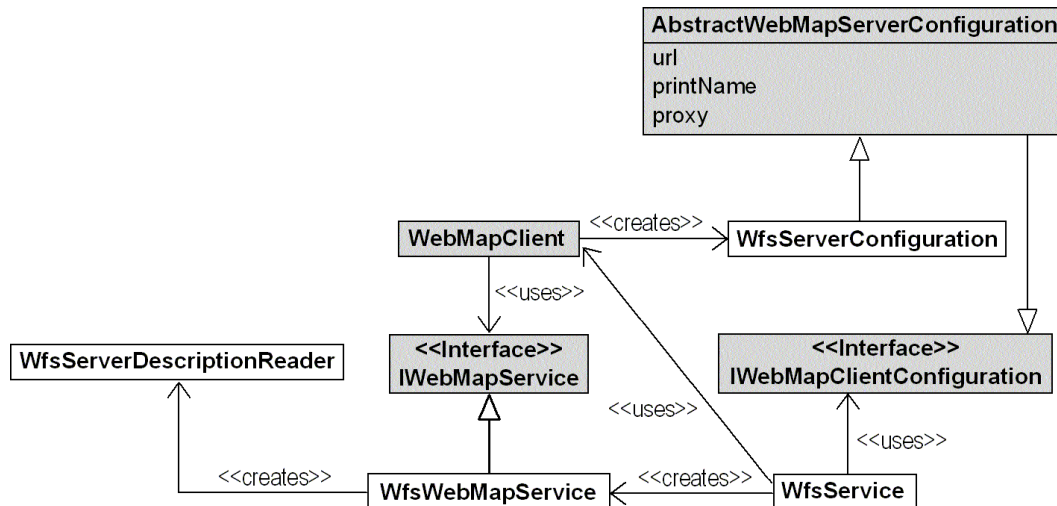 AbstractWebMapServerConfiguration
url
printName
proxy
<<creates>>
WebMapClient
WfsServerConfiguration
<<uses>>
<<Interface>>
IWebMapService
<<Interface>>
IWebMapClientConfiguration
WfsServerDescriptionReader
<<uses>>
<<uses>>
<<creates>>
<<creates>>
WfsWebMapService
WfsService